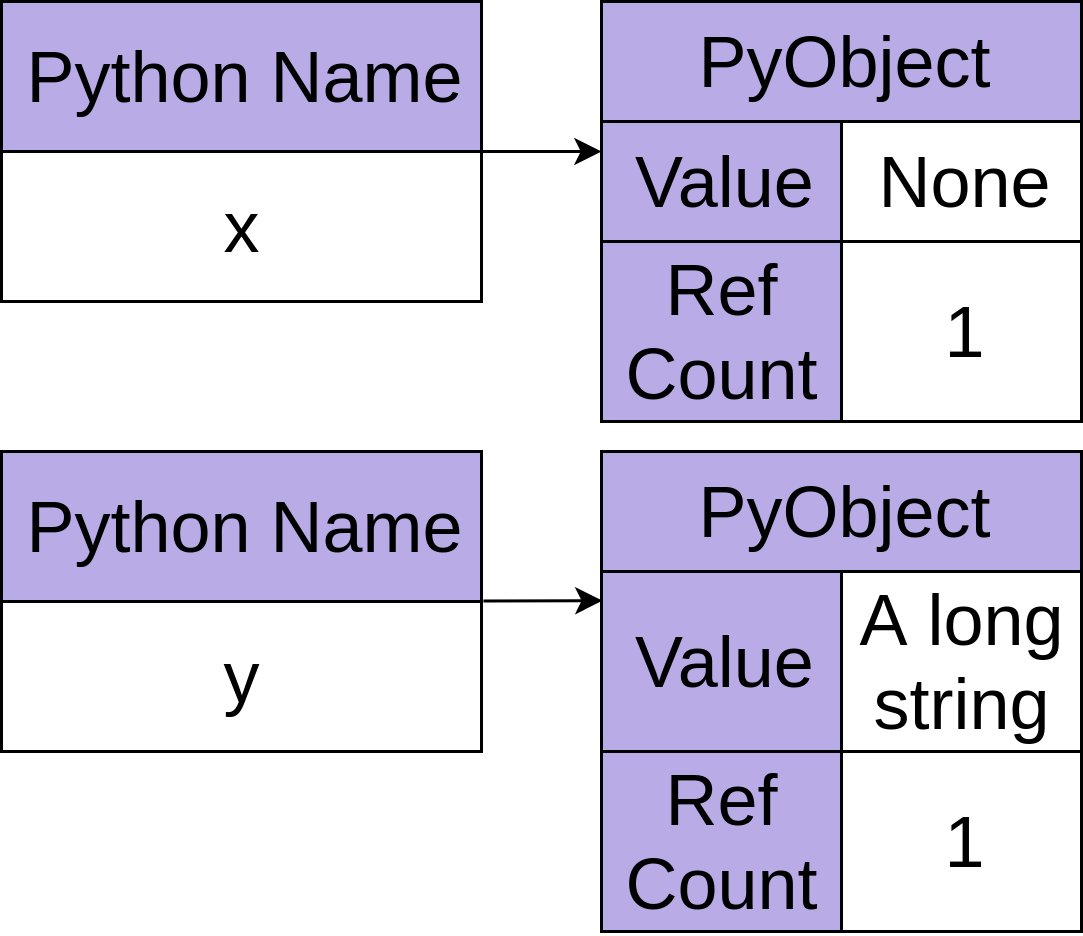 Python Name
x
PyObject
Value
None
Ref
Count
1
Python Name
y
PyObject
Value
A long
string
Ref
Count
1